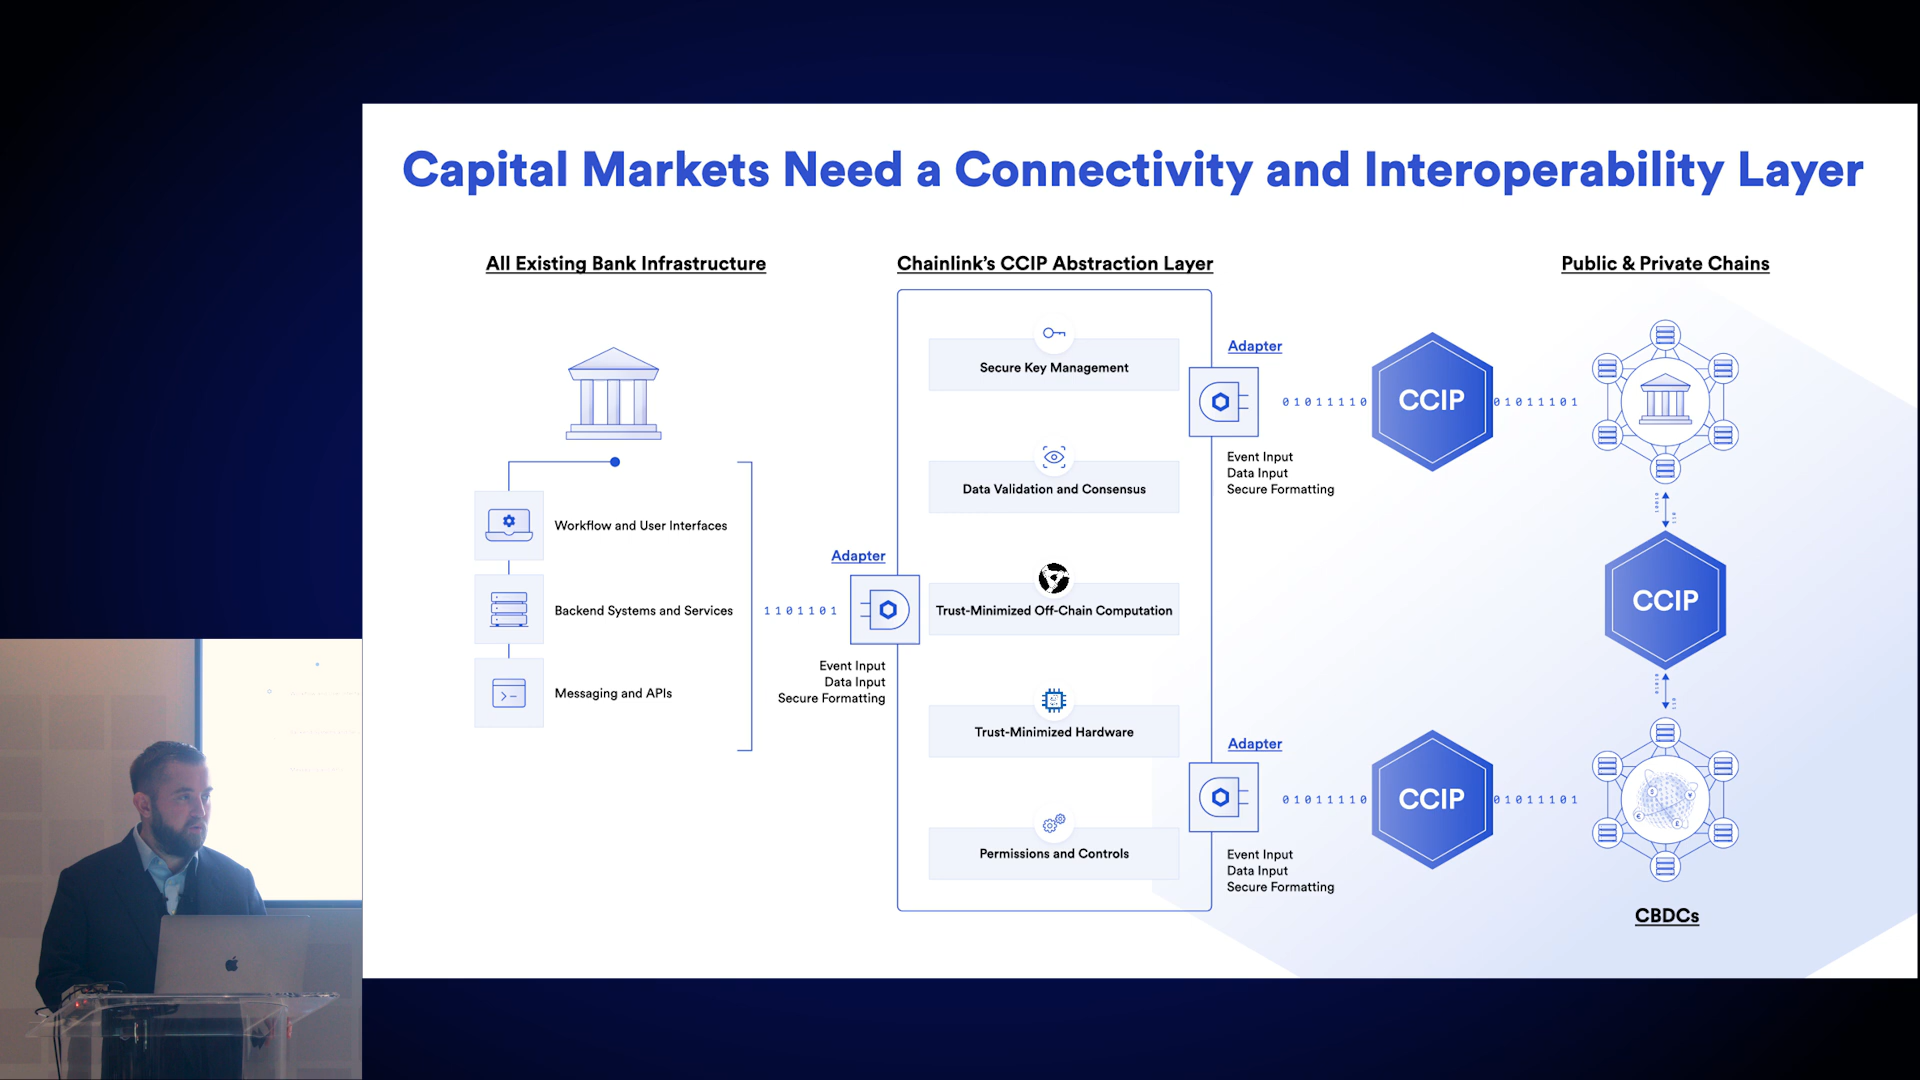 Capital Markets Need a Connectivity and Interoperability Layer
All Existing Bank Infrastructure
Workflow and User Interfaces
Backend Systems and Services
Messaging and APIs
1101101
Adapter
Event Input
Data Input
Secure Formatting
Chainlink’s CCIP Abstraction Layer
Secure Key Management
Data Validation and Consensus
Trust-Minimized Off-Chain Computation
Trust-Minimized Hardware
Permissions and Controls
Adapter
Event Input
Data Input
Secure Formatting
01011110
CCIP
01011101
Adapter
Event Input
Data Input
Secure Formatting
01011110
CCIP
01011101
Public & Private Chains
CCIP
CBDCs